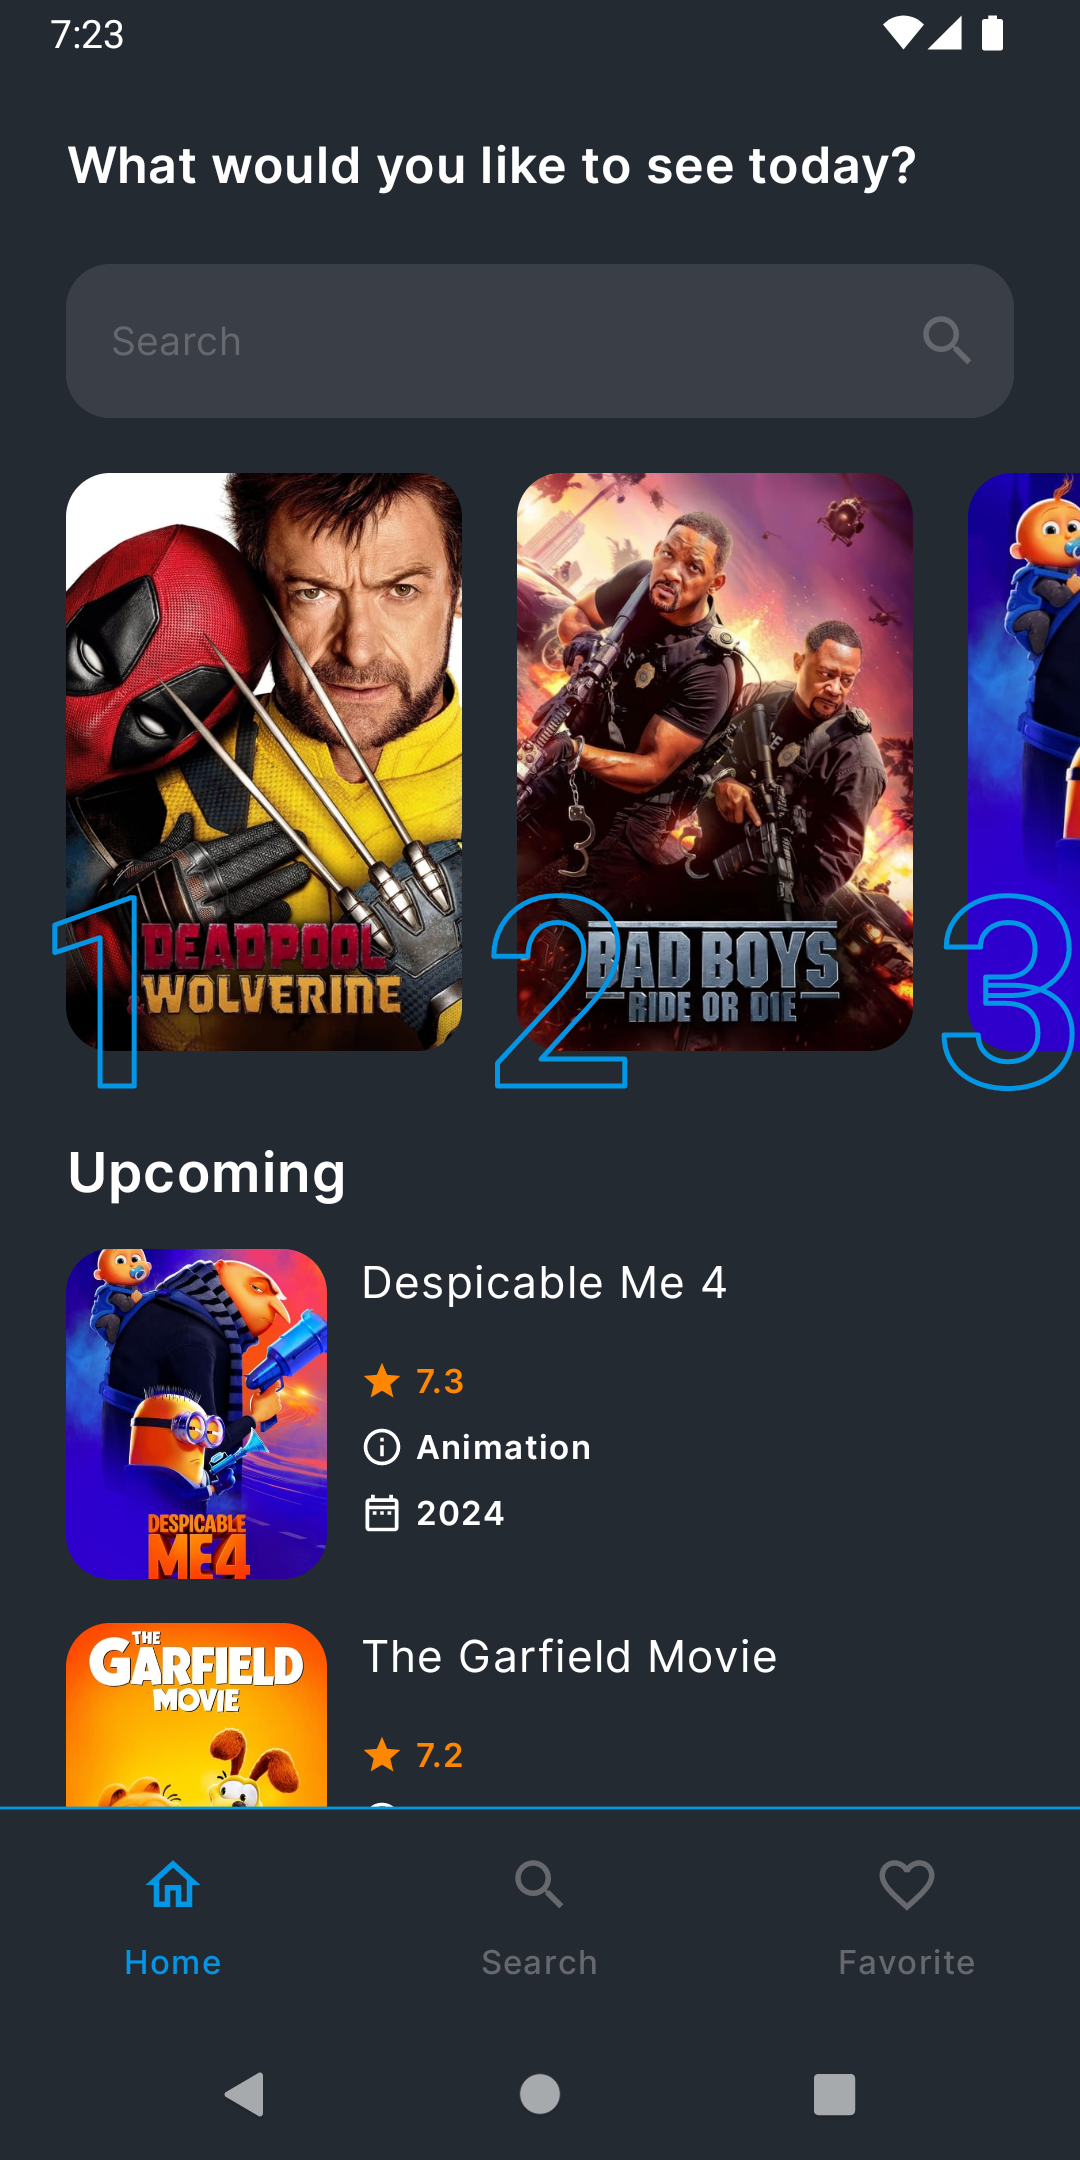 7:23
What would you like to see today?
Search
DEADPOOL
& WOLVERINE
1
BAD BOYS
RIDE OR DIE
2
3
Upcoming
DESPICABLE
ME4
Despicable Me 4
7.3
Animation
2024
THE
GARFIELD
MOVIE
The Garfield Movie
7.2
Home
Search
Favorite